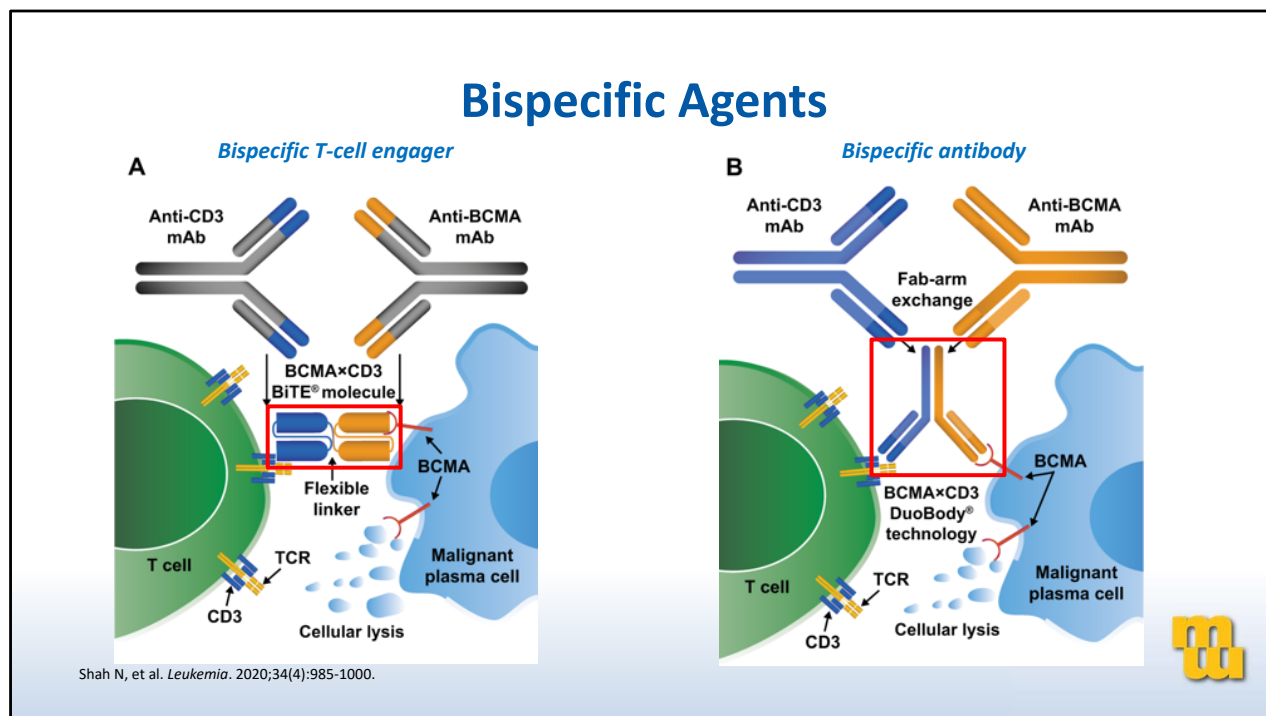 Bispecific Agents
Bispecific T-cell engager
A
Anti-CD3
mAb
Anti-BCMA
mAb
BCMA×CD3
BiTE® molecule
Flexible
linker
BCMA
T cell
TCR
CD3
Cellular lysis
Malignant
plasma cell
Bispecific antibody
B
Anti-CD3
mAb
Anti-BCMA
mAb
Fab-arm
exchange
BCMA
BCMA×CD3
DuoBody®
technology
T cell
TCR
CD3
Cellular lysis
Malignant
plasma cell
Shah N, et al. Leukemia. 2020;34(4):985-1000.